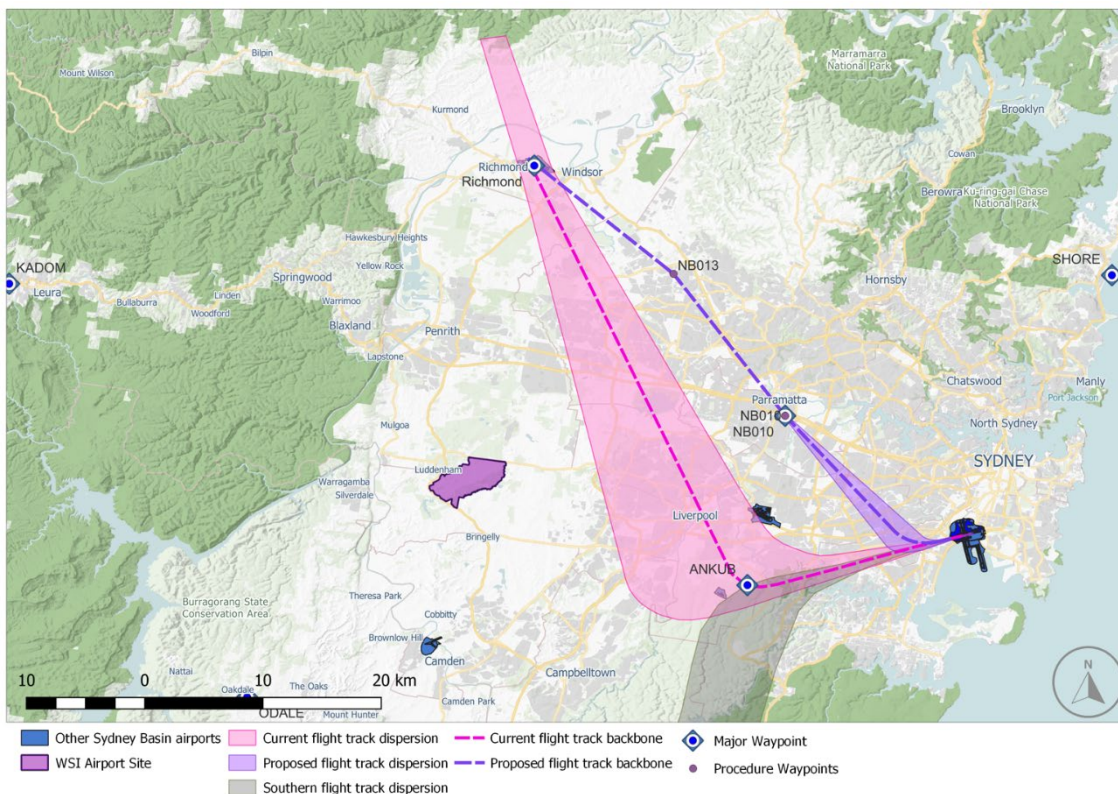 Mount Wilson
Bilpin
Marramarra
National Park
Kurmond
Brooklyn
Cowan
Richmond
Windsor
Richmond
Berowra
Ku-ring-gai Chase
National Park
Hawkesbury Heights
Yellow Rock
KADOM
Leura
Springwood
NB013
Hornsby
SHORE
Bullaburra
Linden
Woodford
Warrimoo
Blaxland
Penrith
Lapstone
Chatswood
Manly
Port Jackson
Parramatta
NB010
NB010
North Sydney
Mulgoa
SYDNEY
Luddenham
Warragamba
Silverdale
Liverpool
Bringelly
ANKUB
Theresa Park
Burragorang State
Conservation Area
Cobbitty
Brownlow Hill
Camden
Campbelltown
Nattai
Oakdale
The Oaks
Camden Park
ODALE
Mount Hunter
10 0 10 20 km
N
Other Sydney Basin airports
WSI Airport Site
Current flight track dispersion
Proposed flight track dispersion
Southern flight track dispersion
Current flight track backbone
Proposed flight track backbone
Major Waypoint
Procedure Waypoints